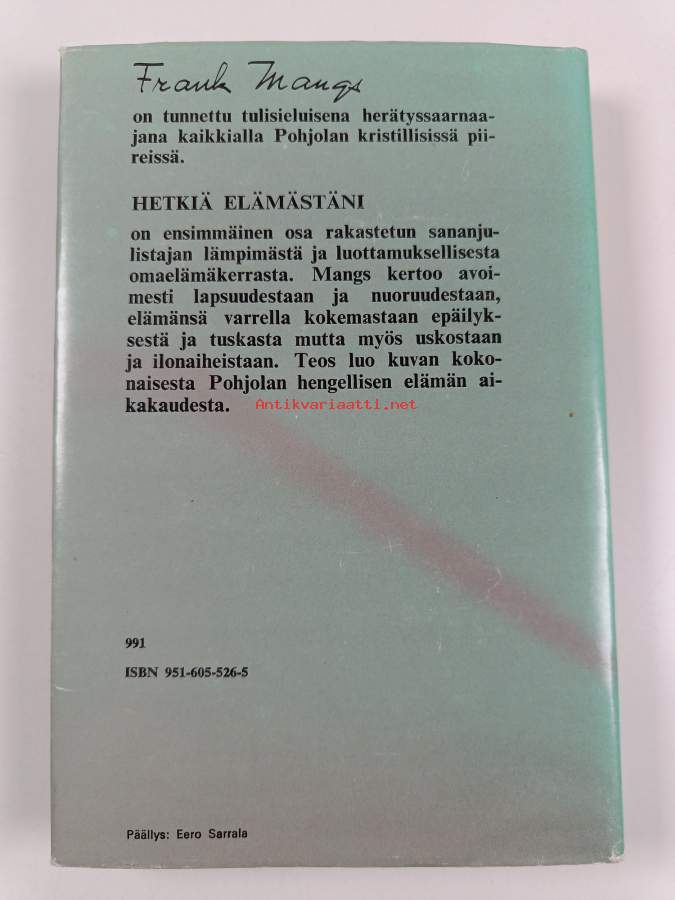 Frank Mangs
on tunnettu tulisieluisena herätyssaarnaa-
jana kaikkialla Pohjolan kristillisissä pii-
reissä.
HETKIÄ ELÄMÄSTÄNI
on ensimmäinen osa rakastetun sananju-
listajan lämpimästä ja luottamuksellisesta
omaelämäkerrasta. Mangs kertoo avoi-
mesti lapsuudestaan ja nuoruudestaan,
elämänsä varrella kokemastaan epäilyk-
sestä ja tuskasta mutta myös uskostaan
ja ilonaiheistaan. Teos luo kuvan koko-
naisesta Pohjolan hengellisen elämän ai-
kakaudesta.
Antikvariaatti.net
991
ISBN 951-605-526-5
Päällys: Eero Sarrala